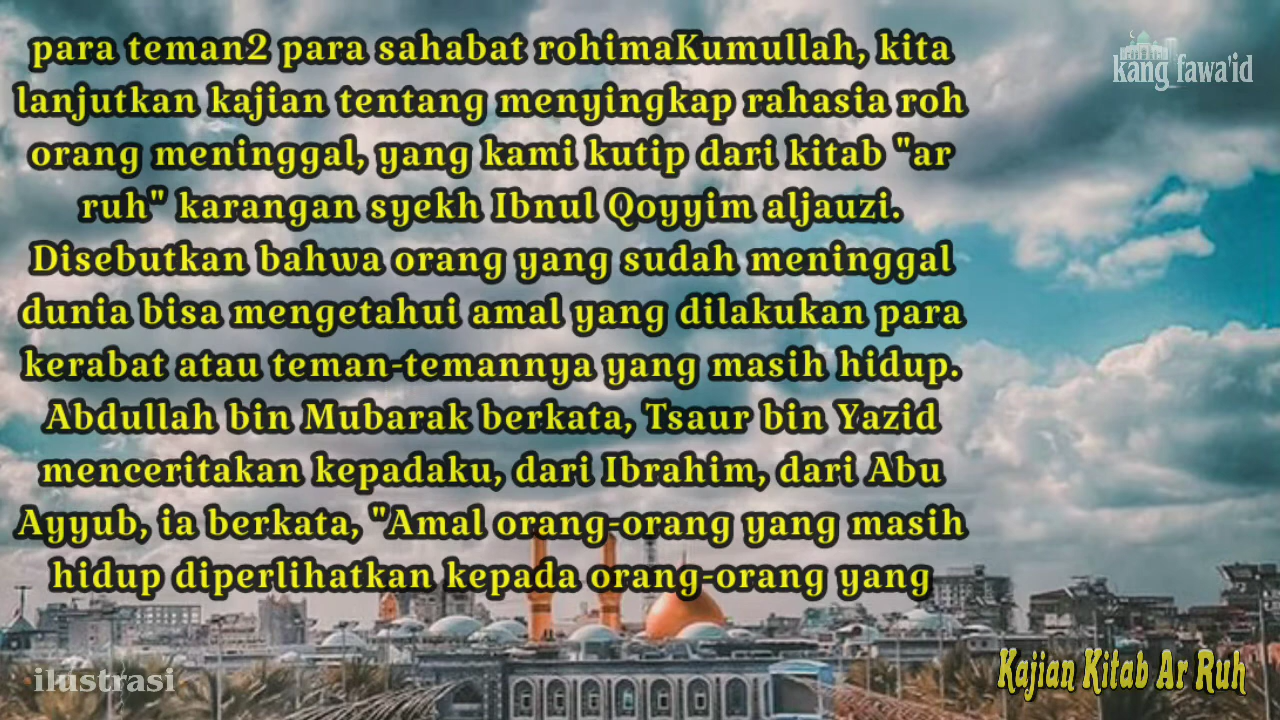 para teman2 para sahabat rohimaKumullah, kita
lanjutkan kajian tentang menyingkap rahasia roh
orang meninggal, yang kami kutip dari kitab "ar
ruh" karangan syekh Ibnul Qoyyim aljauzi.
Disebutkan bahwa orang yang sudah meninggal
dunia bisa mengetahui amal yang dilakukan para
kerabat atau teman-temannya yang masih hidup.
Abdullah bin Mubarak berkata, Tsaur bin Yazid
menceritakan kepadaku, dari Ibrahim, dari Abu
Ayyub, ia berkata, "Amal orang-orang yang masih
hidup diperlihatkan kepada orang-orang yang
kang fawa'id
ilustrasi
Kajian Kitab Ar Ruh